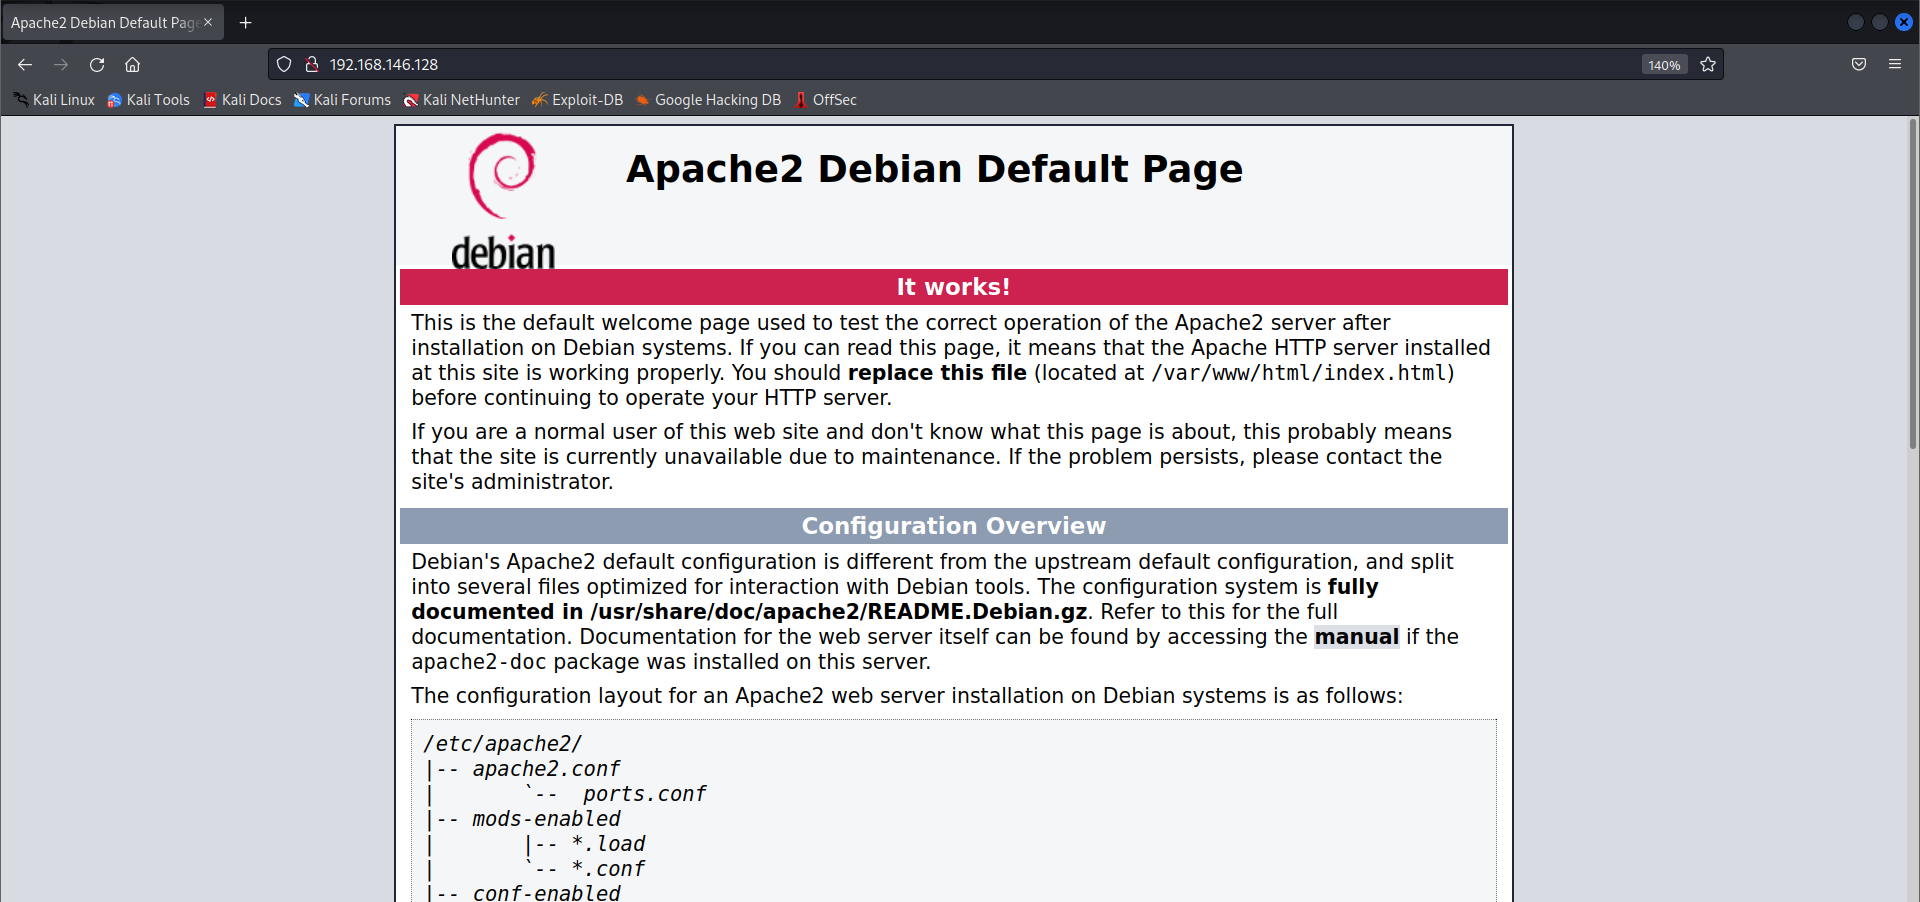 Apache2 Debian Default Pag
192.168.146.128
140%
Kali Linux
Kali Tools
Kali Docs
Kali Forums
Kali NetHunter
Exploit-DB
Google Hacking DB
OffSec
debian
Apache2 Debian Default Page
It works!
This is the default welcome page used to test the correct operation of the Apache2 server after
installation on Debian systems. If you can read this page, it means that the Apache HTTP server installed
at this site is working properly. You should replace this file (located at /var/www/html/index.html)
before continuing to operate your HTTP server.
If you are a normal user of this web site and don't know what this page is about, this probably means
that the site is currently unavailable due to maintenance. If the problem persists, please contact the
site's administrator.
Configuration Overview
Debian's Apache2 default configuration is different from the upstream default configuration, and split
into several files optimized for interaction with Debian tools. The configuration system is fully
documented in /usr/share/doc/apache2/README.Debian.gz. Refer to this for the full
documentation. Documentation for the web server itself can be found by accessing the manual if the
apache2-doc package was installed on this server.
The configuration layout for an Apache2 web server installation on Debian systems is as follows:
/etc/apache2/
|-- apache2.conf
|       `--  ports.conf
|-- mods-enabled
|       |-- *.load
|       `-- *.conf
|-- conf-enabled